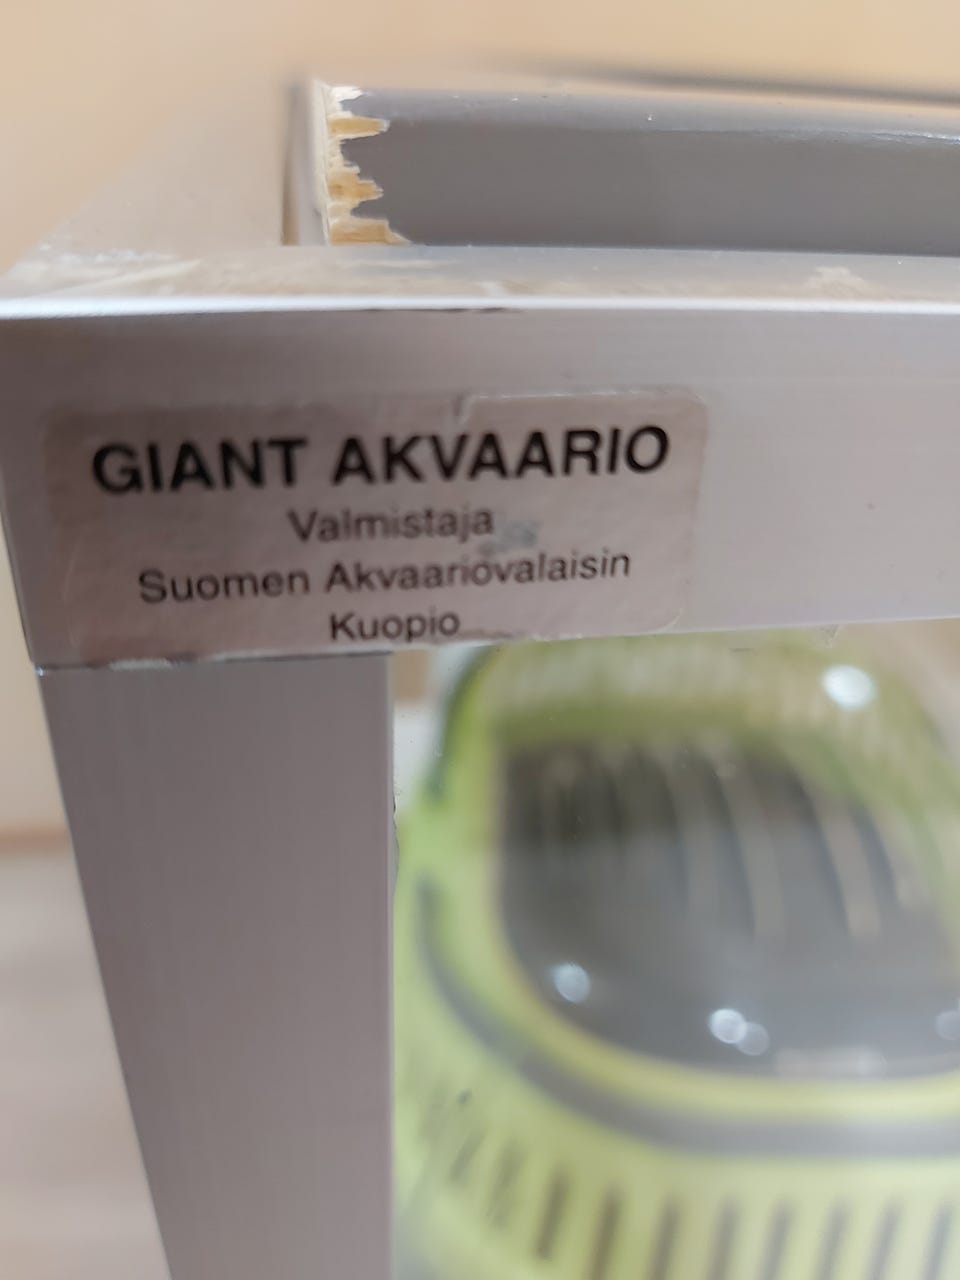 GIANT AKVAARIO
Valmistaja
Suomen Akvaariovalaisin
Kuopio